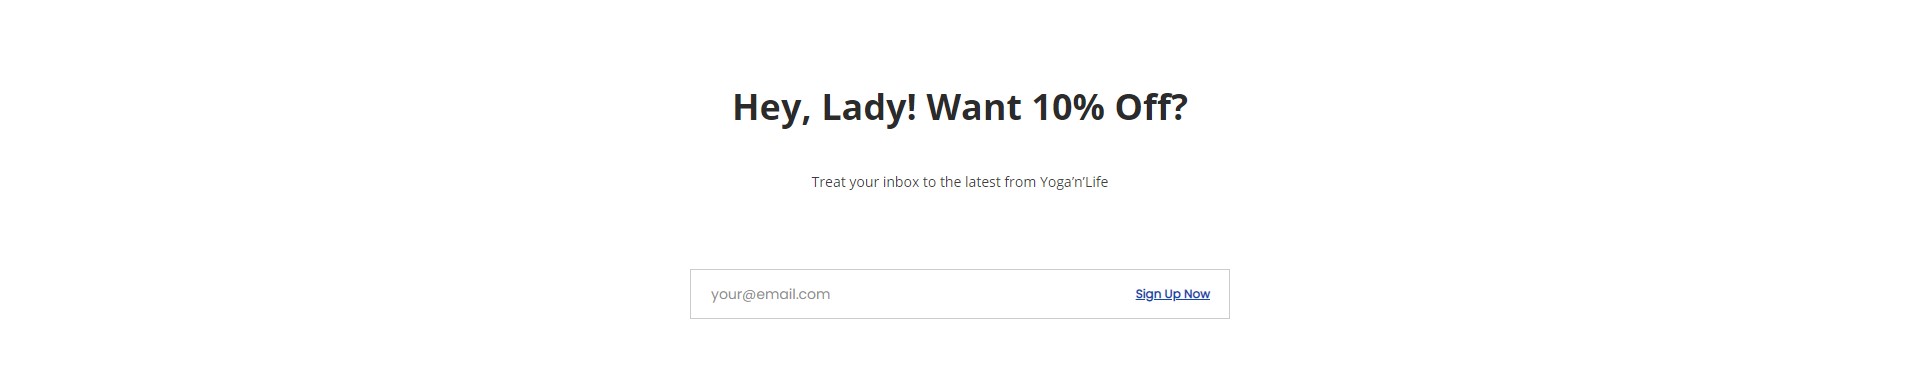 Hey, Lady! Want 10% Off?
Treat your inbox to the latest from Yoga’n’Life
your@email.com Sign Up Now